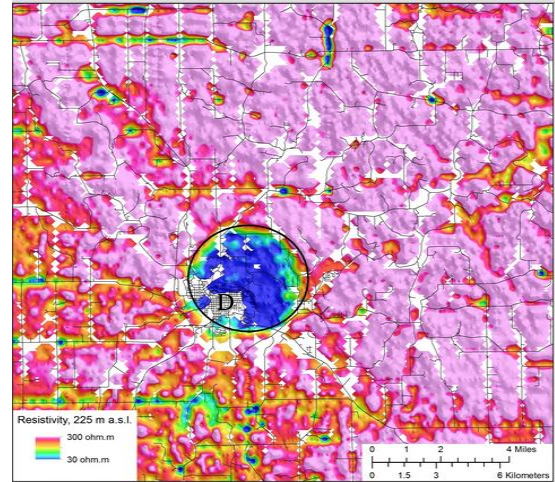 D
Resistivity, 225 m a.s.l.
300 ohm.m
30 ohm.m
0 1 2 4 Miles
0 1.5 3 6 Kilometers